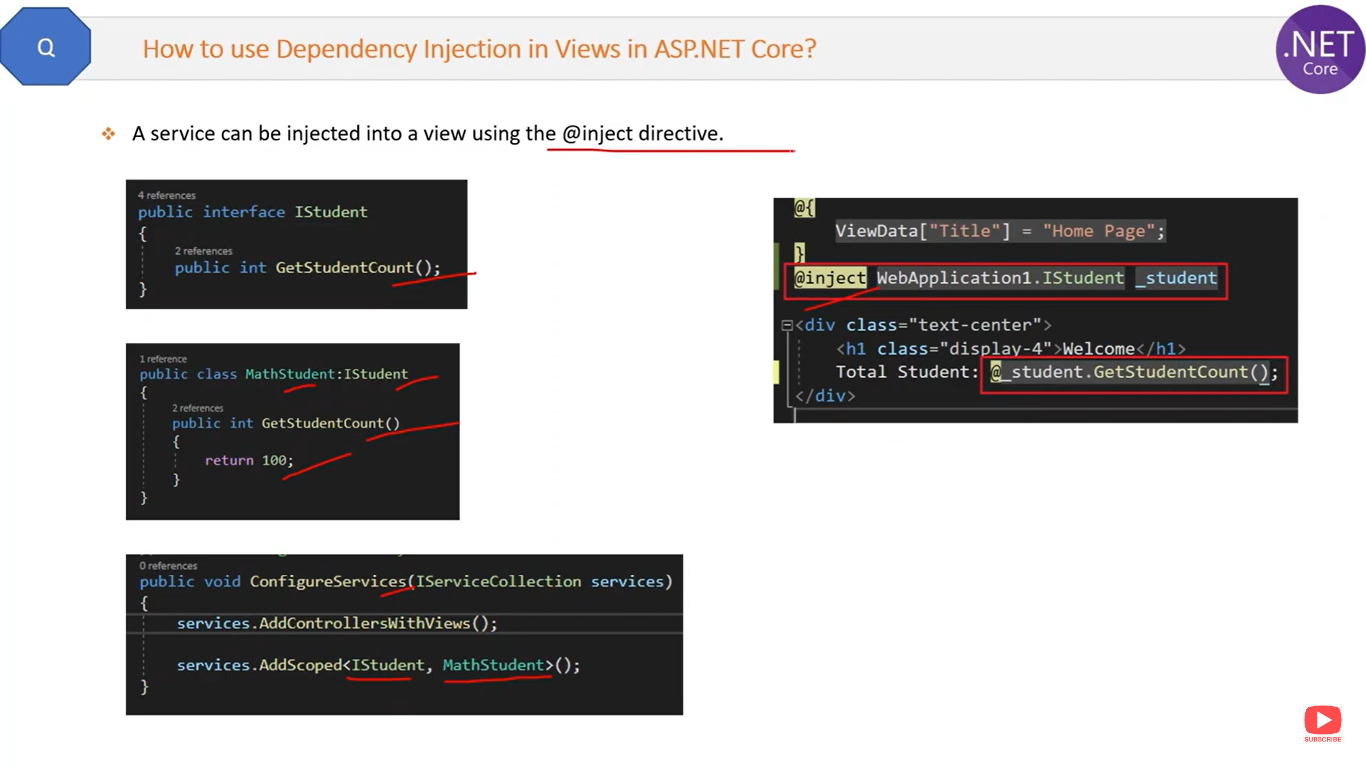 Q
How to use Dependency Injection in Views in ASP.NET Core?
.NET
Core
❖ A service can be injected into a view using the @inject directive.
4 references
public interface IStudent
{
2 references
public int GetStudentCount();
}
1 reference
public class MathStudent:IStudent
{
2 references
public int GetStudentCount()
{
return 100;
}
}
0 references
public void ConfigureServices(IServiceCollection services)
{
services.AddControllersWithViews();
services.AddScoped<IStudent, MathStudent>();
}
@{
ViewData["Title"] = "Home Page";
}
@inject WebApplication1.IStudent _student
<div class="text-center">
<h1 class="display-4">Welcome</h1>
Total Student: @_student.GetStudentCount();
</div>
SUBSCRIBE